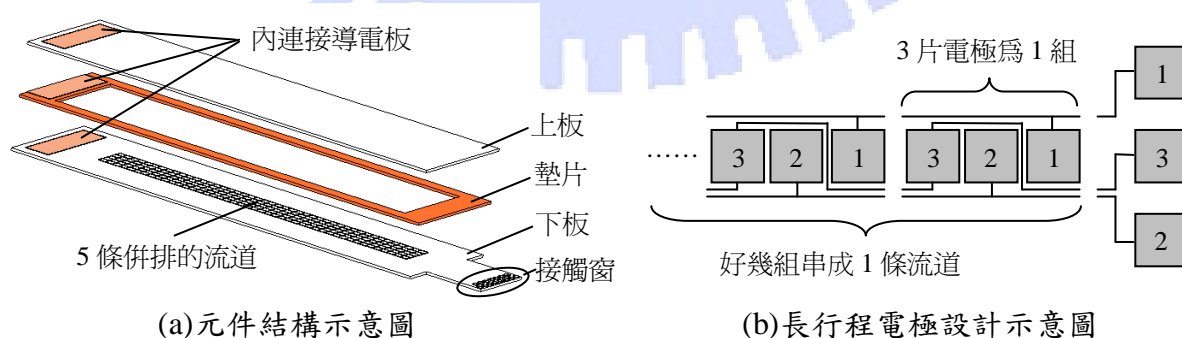 內連接導電板
上板
墊片
下板
5 條併排的流道
接觸窗
(a)元件結構示意圖
3 片電極為 1 組
1
…… 3 2 1 3 2 1
3
2
好幾組串成 1 條流道
(b)長行程電極設計示意圖